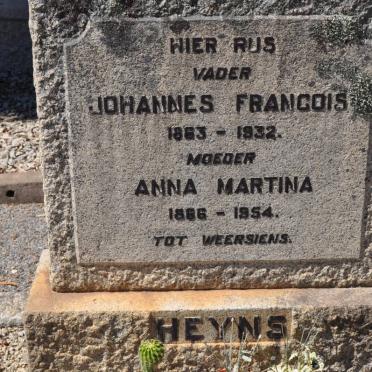 HIER RUS
VADER
JOHANNES FRANCOIS
1863 - 1932.
MOEDER
ANNA MARTINA
1866 - 1954.
TOT WEERSIENS.
HEYNS